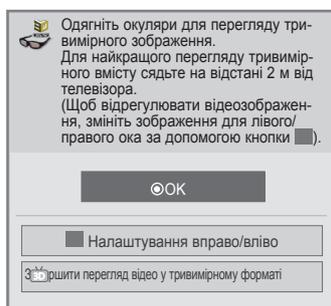 Одягніть окуляри для перегляду три-
вимірного зображення.
Для найкращого перегляду тривимір-
ного вмісту сядьте на відстані 2 м від
телевізора.
(Щоб відрегулювати відеозображен-
ня, змініть зображення для лівого/
правого ока за допомогою кнопки ■).
◉OK
■ Налаштування вправо/вліво
3D
ршити перегляд відео у тривимірному форматі